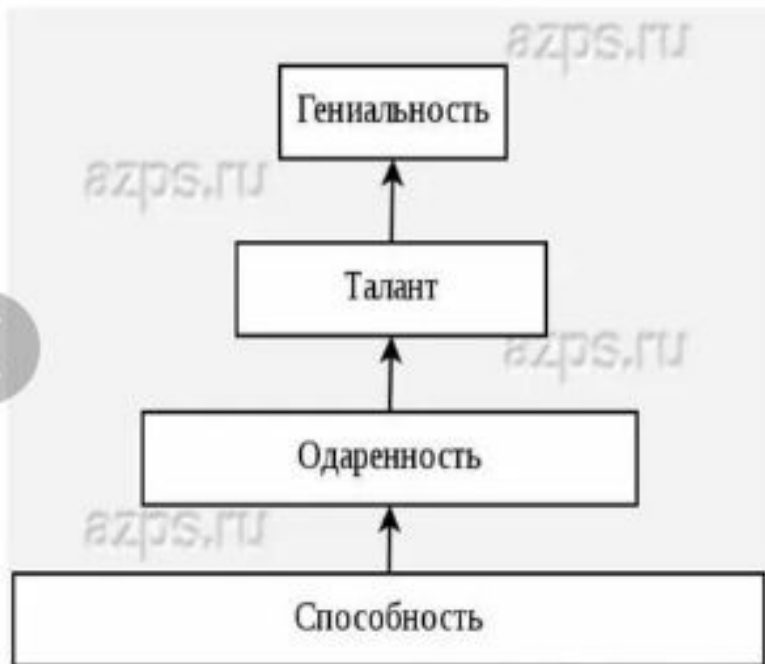 azps.ru
Гениальность
azps.ru
Талант
azps.ru
Одаренность
azps.ru
Способность